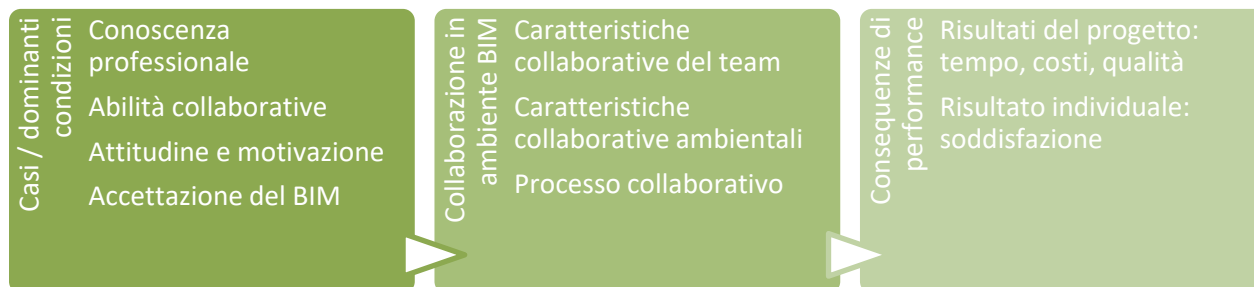 Casi / dominanti
condizioni
Conoscenza
professionale
Abilità collaborative
Attitudine e motivazione
Accettazione del BIM
Collaborazione in
ambiente BIM
Caratteristiche
collaborative del team
Caratteristiche
collaborative ambientali
Processo collaborativo
Consequenze di
performance
Risultati del progetto:
tempo, costi, qualità
Risultato individuale:
soddisfazione